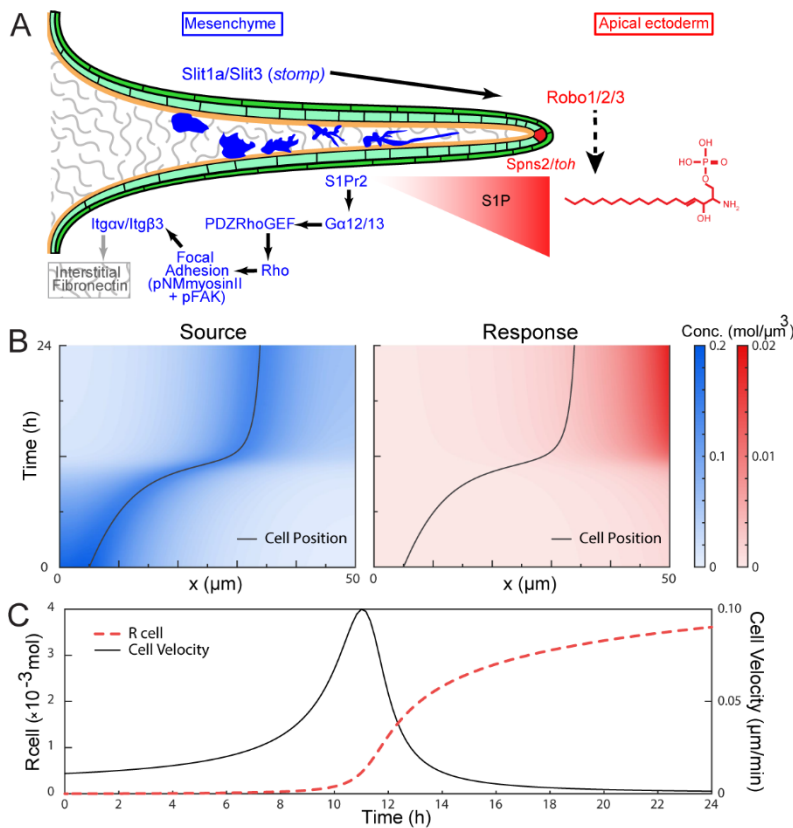 A
Mesenchyme
Apical ectoderm
Slit1a/Slit3 (stomp)
Robo1/2/3
Spns2/toh
S1P
S1Pr2
Itgαv/Itgβ3
PDZRhoGEF
Gα12/13
Interstitial
Fibronectin
Focal
Adhesion
(pNMmyosinII
+ pFAK)
Rho
OH
HO
P
O
O
NH₂
OH
B
Source
Response
Conc. (mol/μm³)
24
0.2
0.02
Time (h)
0.1
0.01
Cell Position
Cell Position
0
0
0
0
50
0
50
x (μm)
x (μm)
C
4
0.10
R cell
Cell Velocity
3
Rcell (×10⁻³mol)
2
0.05
Cell Velocity (μm/min)
1
0
0
0
2
4
6
8
10
12
14
16
18
20
22
24
Time (h)